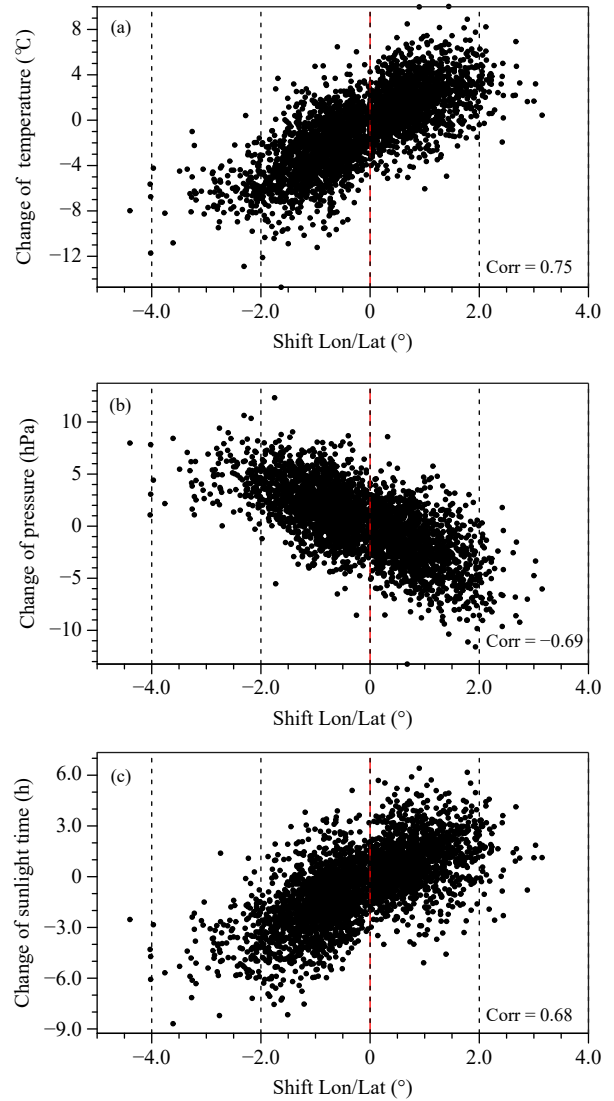 (a)
Change of temperature (℃)
8
4
0
−4
−8
−12
Corr = 0.75
−4.0 −2.0 0 2.0 4.0
Shift Lon/Lat (°)
(b)
Change of pressure (hPa)
10
5
0
−5
−10
Corr = −0.69
−4.0 −2.0 0 2.0 4.0
Shift Lon/Lat (°)
(c)
Change of sunlight time (h)
6.0
3.0
0
−3.0
−6.0
−9.0
Corr = 0.68
−4.0 −2.0 0 2.0 4.0
Shift Lon/Lat (°)